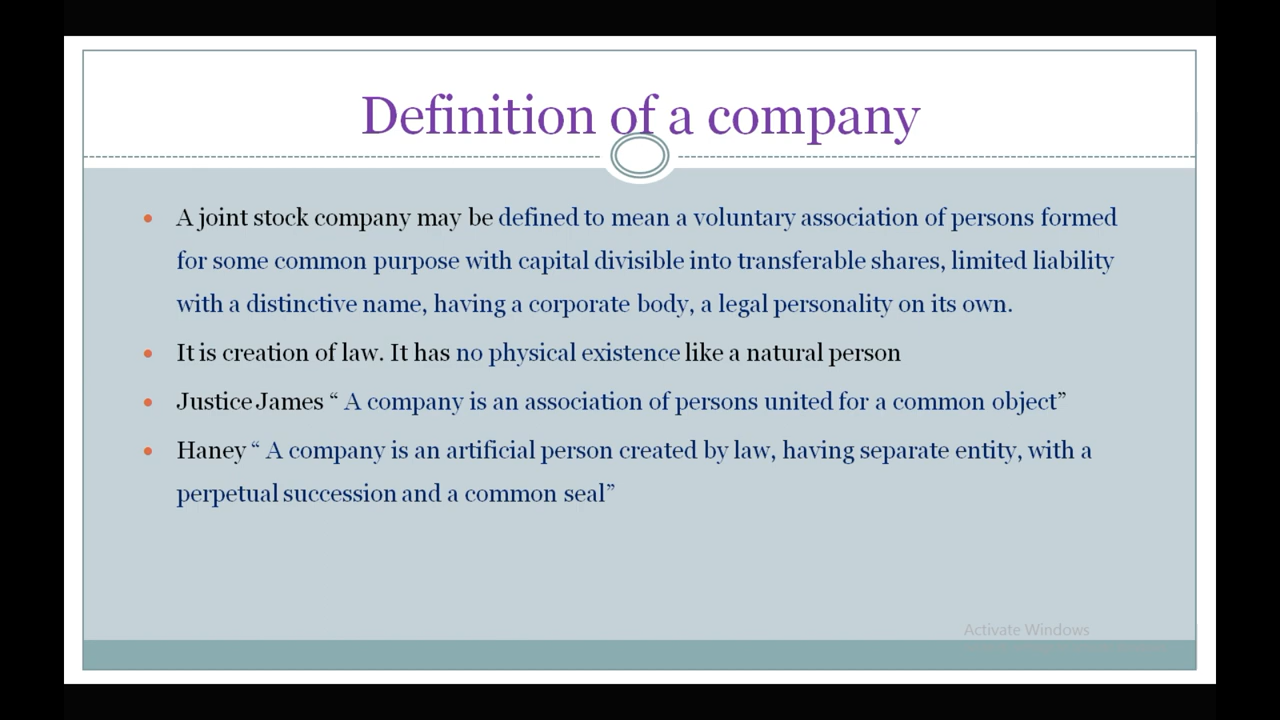 Definition of a company
• A joint stock company may be defined to mean a voluntary association of persons formed
for some common purpose with capital divisible into transferable shares, limited liability
with a distinctive name, having a corporate body, a legal personality on its own.
• It is creation of law. It has no physical existence like a natural person
• Justice James “ A company is an association of persons united for a common object”
• Haney “ A company is an artificial person created by law, having separate entity, with a
perpetual succession and a common seal”
Activate Windows